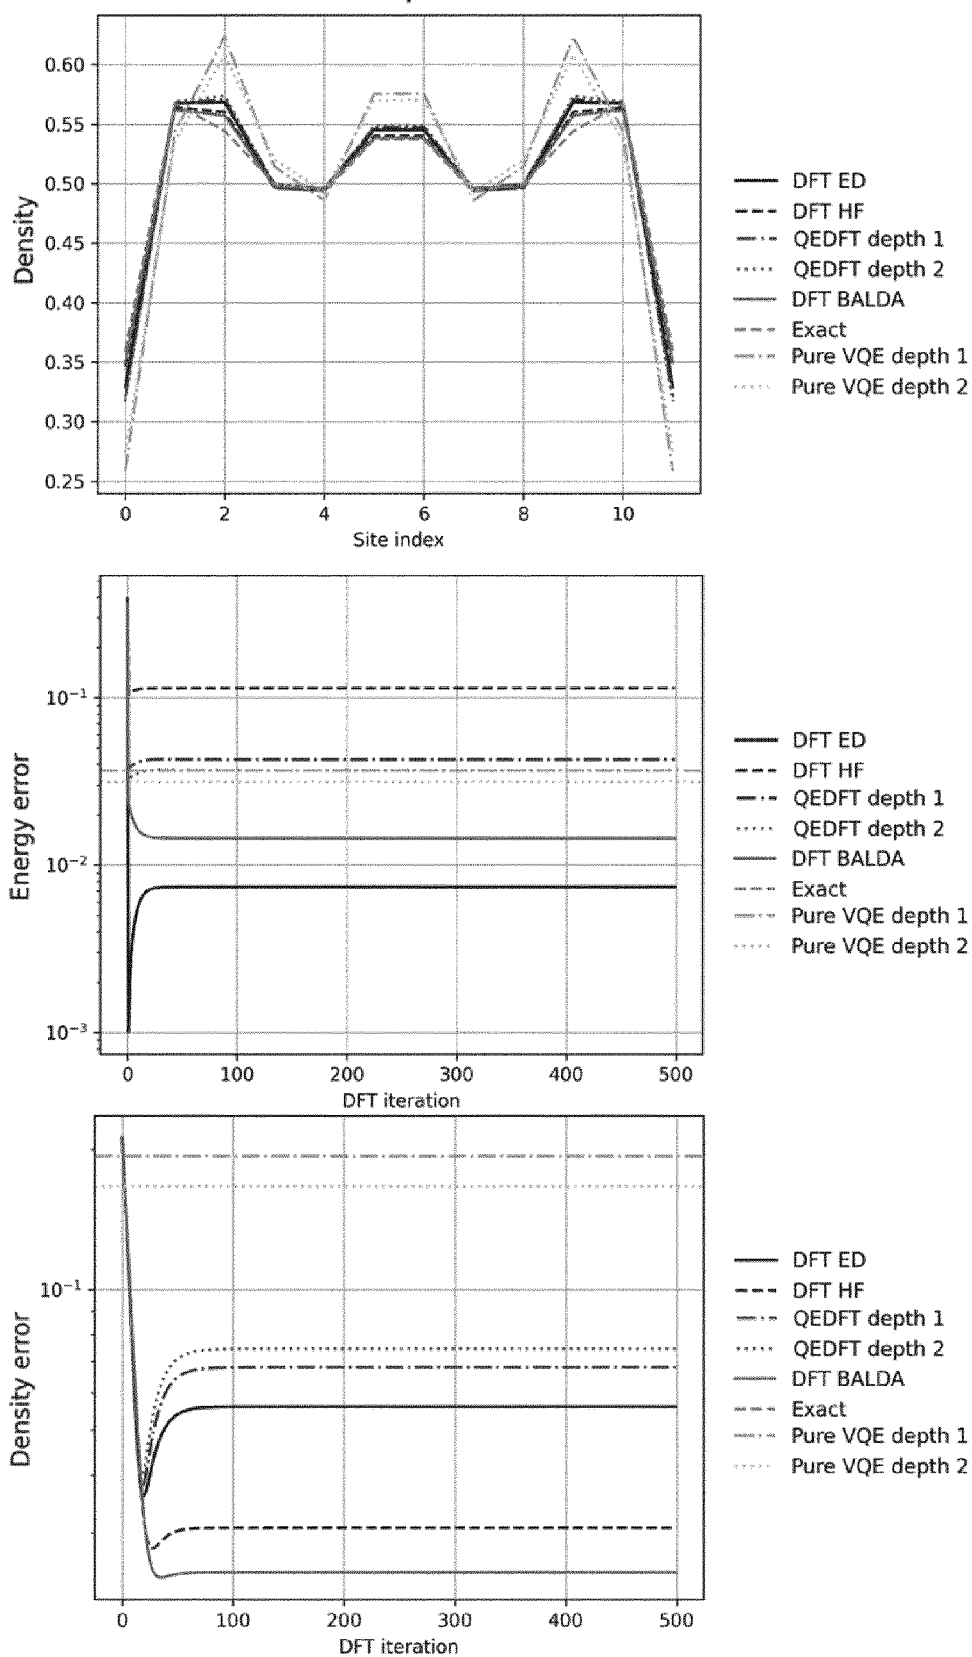 0.60
0.55
0.50
0.45
0.40
0.35
0.30
0.25
Density
0 2 4 6 8 10
Site index
DFT ED
DFT HF
QEDFT depth 1
QEDFT depth 2
DFT BALDA
Exact
Pure VQE depth 1
Pure VQE depth 2
10⁻¹
10⁻²
10⁻³
Energy error
0 100 200 300 400 500
DFT iteration
DFT ED
DFT HF
QEDFT depth 1
QEDFT depth 2
DFT BALDA
Exact
Pure VQE depth 1
Pure VQE depth 2
10⁻¹
Density error
0 100 200 300 400 500
DFT iteration
DFT ED
DFT HF
QEDFT depth 1
QEDFT depth 2
DFT BALDA
Exact
Pure VQE depth 1
Pure VQE depth 2